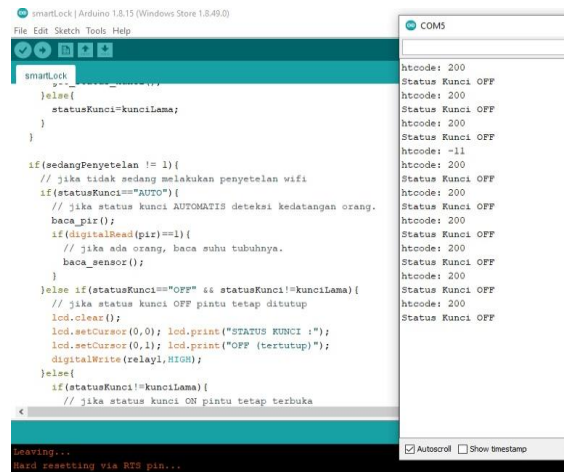 smartLock | Arduino 1.8.15 (Windows Store 1.8.49.0)
File Edit Sketch Tools Help
smartLock
}else{
statusKunci=kunciLama;
}
}
if(sedangPenyetelan != 1){
// jika tidak sedang melakukan penyetelan wifi
if(statusKunci=="AUTO"){
// jika status kunci AUTOMATIS deteksi kedatangan orang.
baca_pir();
if(digitalRead(pir)==1){
// jika ada orang, baca suhu tubuhnya.
baca_sensor();
}
}else if(statusKunci=="OFF" && statusKunci!=kunciLama){
// jika status kunci OFF pintu tetap ditutup
lcd.clear();
lcd.setCursor(0,0); lcd.print("STATUS KUNCI :");
lcd.setCursor(0,1); lcd.print("OFF (tertutup)");
digitalWrite(relay1,HIGH);
}else{
if(statusKunci!=kunciLama){
// jika status kunci ON pintu tetap terbuka
Leaving...
Hard resetting via RTS pin...
COM5
htcode: 200
Status Kunci OFF
htcode: 200
Status Kunci OFF
htcode: 200
Status Kunci OFF
htcode: -11
htcode: 200
Status Kunci OFF
htcode: 200
Status Kunci OFF
htcode: 200
Status Kunci OFF
htcode: 200
Status Kunci OFF
htcode: 200
Status Kunci OFF
htcode: 200
Status Kunci OFF
Autoscroll Show timestamp